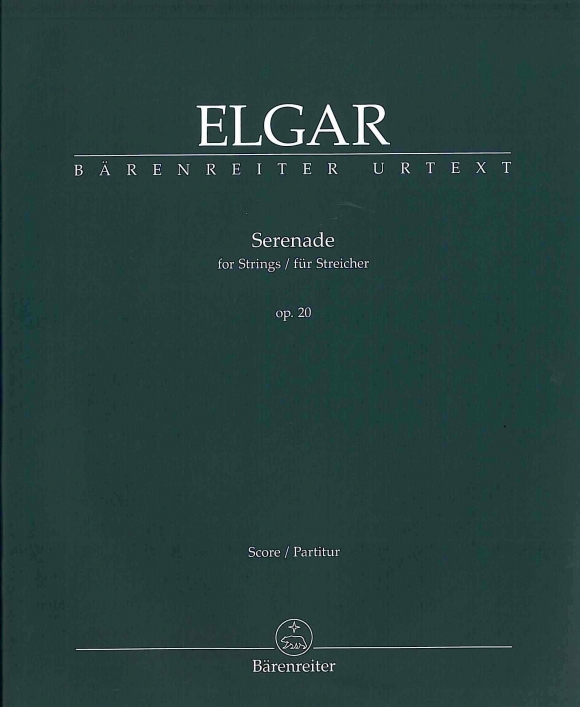 ELGAR
BÄRENREITER URTEXT
Serenade
for Strings / für Streicher
op. 20
Score / Partitur
Bärenreiter